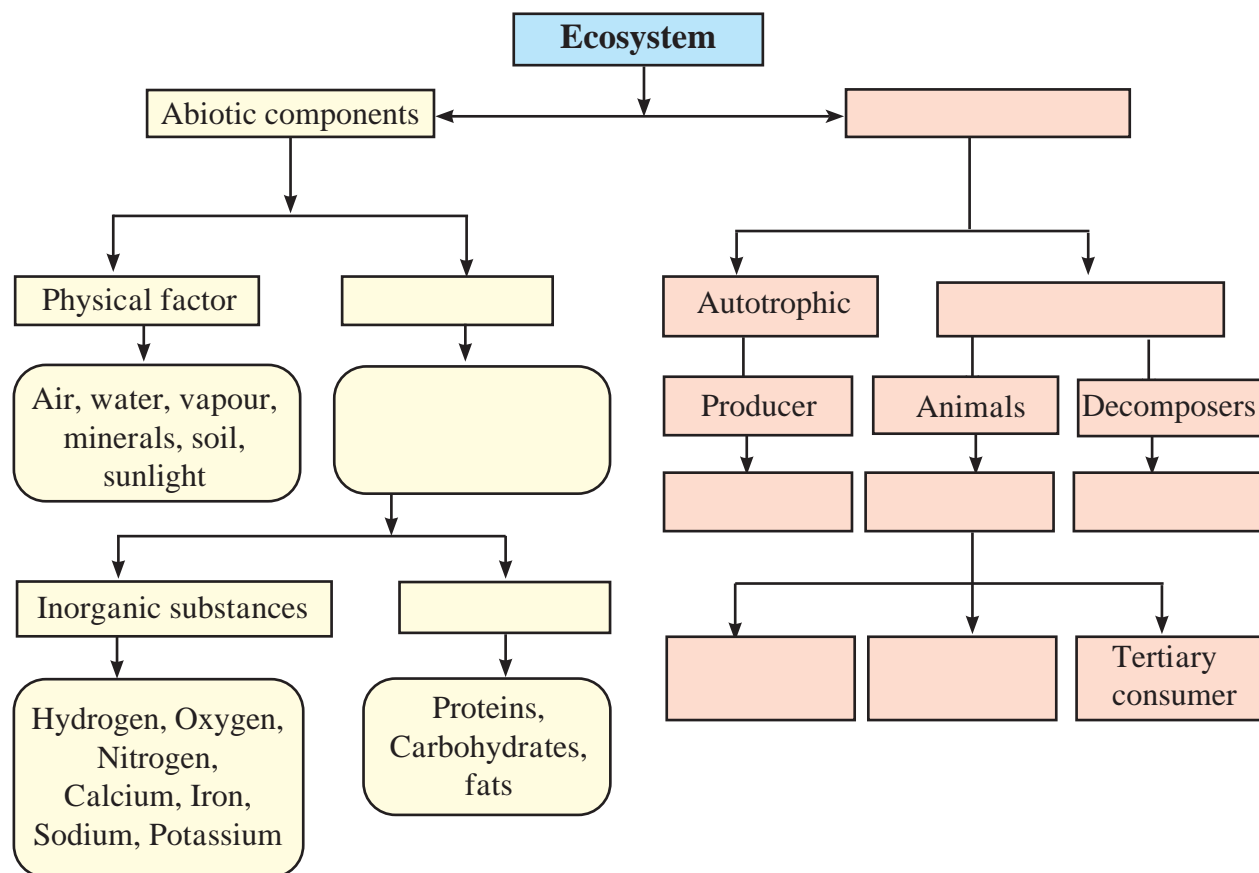 Ecosystem
Abiotic components
Physical factor
Autotrophic
Air, water, vapour,
minerals, soil,
sunlight
Producer
Animals
Decomposers
Inorganic substances
Hydrogen, Oxygen,
Nitrogen,
Calcium, Iron,
Sodium, Potassium
Proteins,
Carbohydrates,
fats
Tertiary
consumer